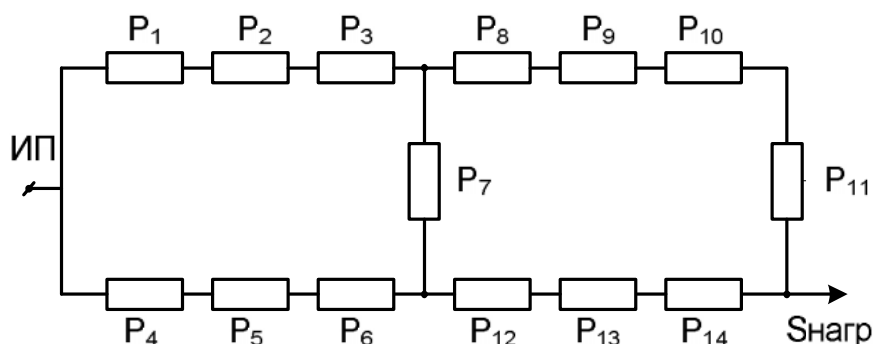 P₁ P₂ P₃ P₈ P₉ P₁₀
ИП
P₇ P₁₁
P₄ P₅ P₆ P₁₂ P₁₃ P₁₄ Sнагр